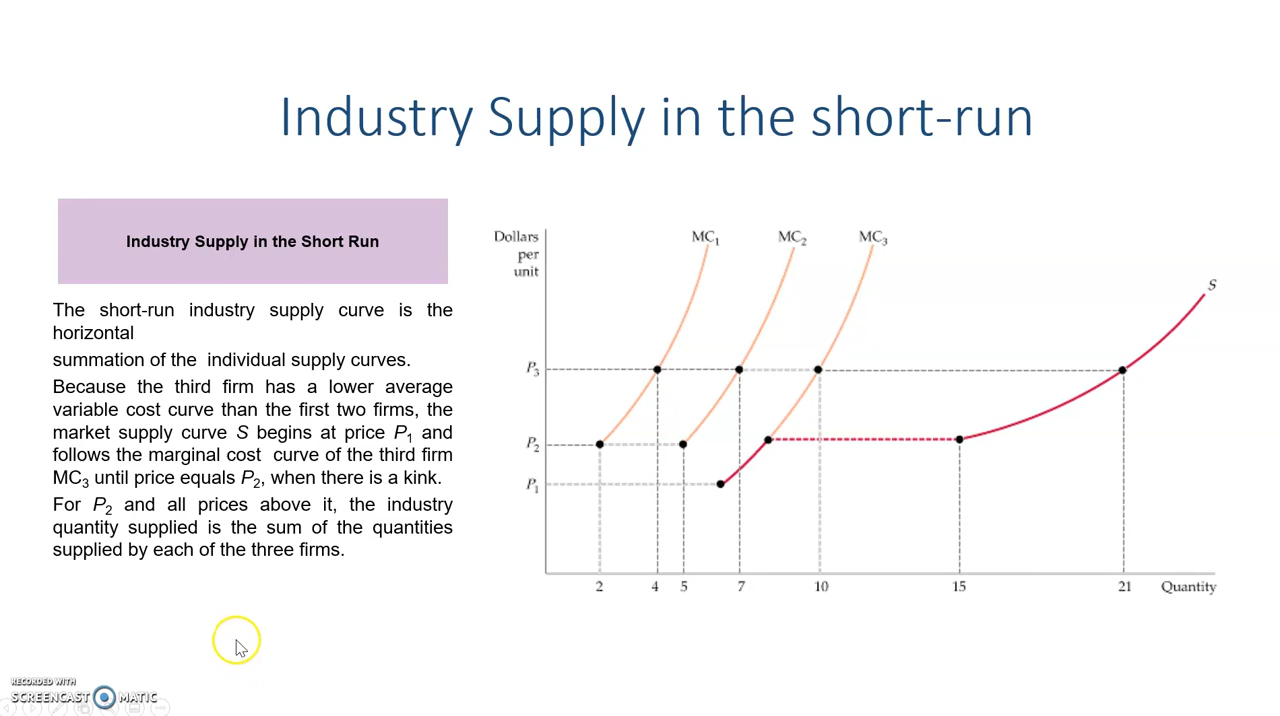 Industry Supply in the short-run
Industry Supply in the Short Run
The short-run industry supply curve is the
horizontal
summation of the individual supply curves.
Because the third firm has a lower average
variable cost curve than the first two firms, the
market supply curve S begins at price P1 and
follows the marginal cost curve of the third firm
MC3 until price equals P2, when there is a kink.
For P2 and all prices above it, the industry
quantity supplied is the sum of the quantities
supplied by each of the three firms.
Dollars
per
unit
MC1
MC2
MC3
S
P3
P2
P1
2
4
5
7
10
15
21
Quantity
RECORDED WITH
SCREENCAST MATIC